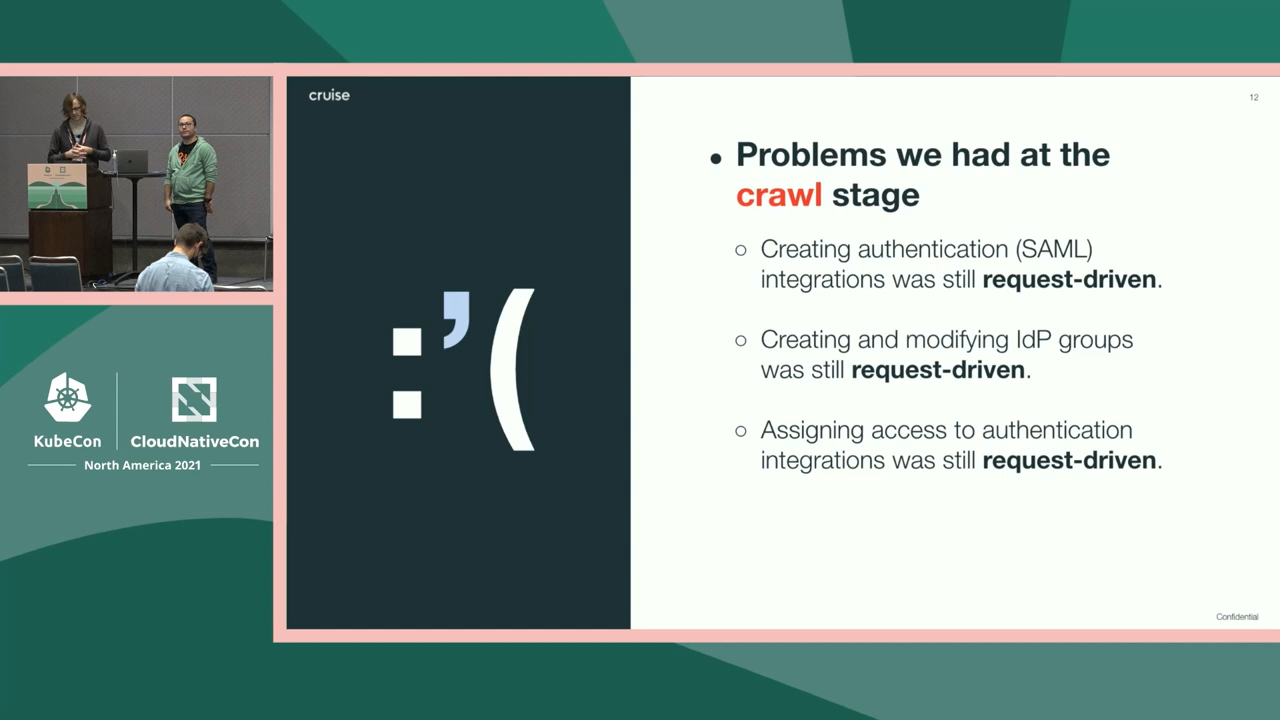 cruise
12
:’(
• Problems we had at the
crawl stage
○ Creating authentication (SAML)
integrations was still request-driven.
○ Creating and modifying IdP groups
was still request-driven.
○ Assigning access to authentication
integrations was still request-driven.
Confidential
KubeCon
CloudNativeCon
North America 2021